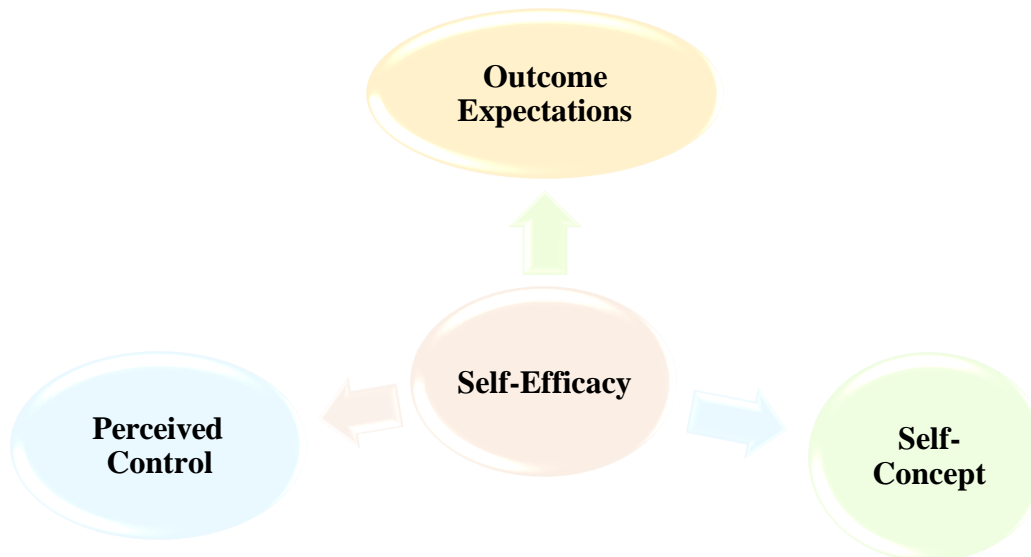 Outcome
Expectations
Self-Efficacy
Perceived
Control
Self-
Concept